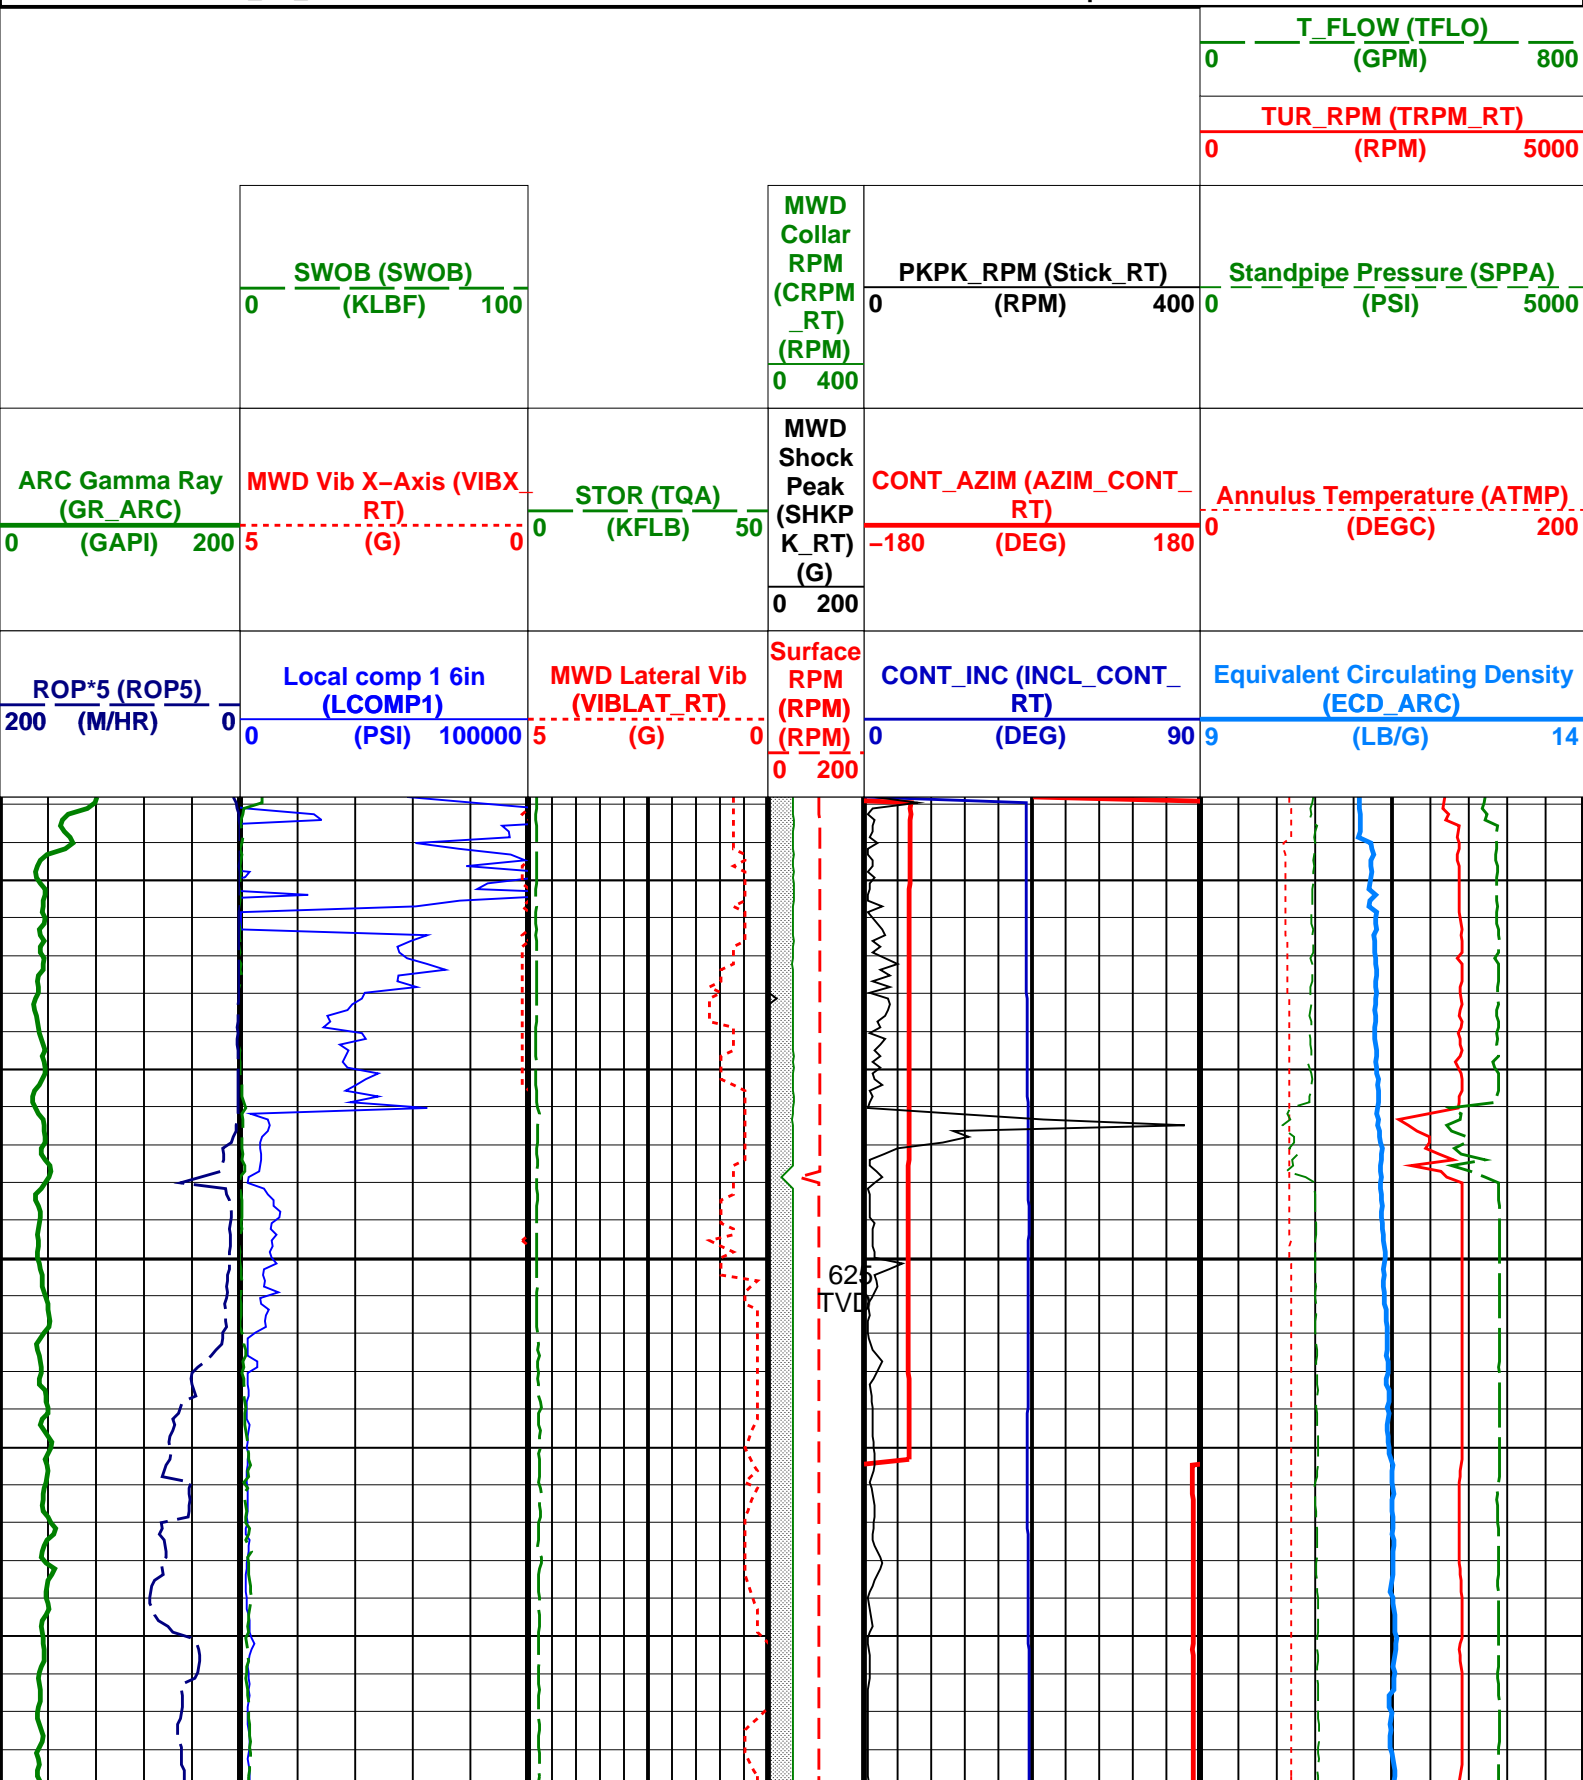 T_FLOW (TFLO)
0 (GPM) 800
TUR_RPM (TRPM_RT)
0 (RPM) 5000
SWOB (SWOB)
0 (KLBF) 100
MWD
Collar
RPM
(CRPM
_RT)
(RPM)
0 400
PKPK_RPM (Stick_RT)
0 (RPM) 400
Standpipe Pressure (SPPA)
0 (PSI) 5000
ARC Gamma Ray
(GR_ARC)
0 (GAPI) 200
MWD Vib X−Axis (VIBX_
RT)
5 (G) 0
STOR (TQA)
0 (KFLB) 50
MWD
Shock
Peak
(SHKP
K_RT)
(G)
0 200
CONT_AZIM (AZIM_CONT_
RT)
−180 (DEG) 180
Annulus Temperature (ATMP)
0 (DEGC) 200
ROP*5 (ROP5)
200 (M/HR) 0
Local comp 1 6in
(LCOMP1)
0 (PSI) 100000
MWD Lateral Vib
(VIBLAT_RT)
5 (G) 0
Surface
RPM
(RPM)
(RPM)
0 200
CONT_INC (INCL_CONT_
RT)
0 (DEG) 90
Equivalent Circulating Density
(ECD_ARC)
9 (LB/G) 14
625
TVD